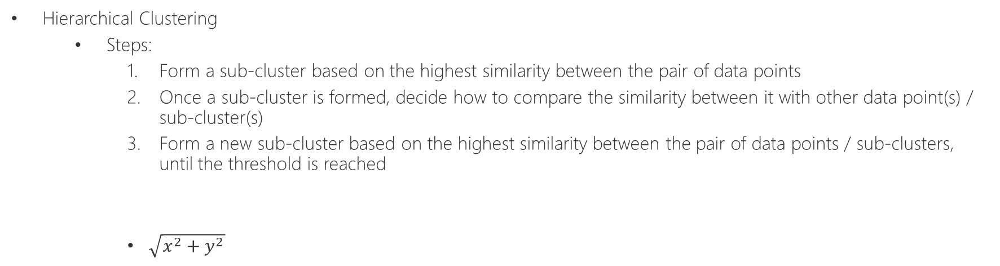 • Hierarchical Clustering
• Steps:
1. Form a sub-cluster based on the highest similarity between the pair of data points
2. Once a sub-cluster is formed, decide how to compare the similarity between it with other data point(s) /
sub-cluster(s)
3. Form a new sub-cluster based on the highest similarity between the pair of data points / sub-clusters,
until the threshold is reached
• √(x² + y²)